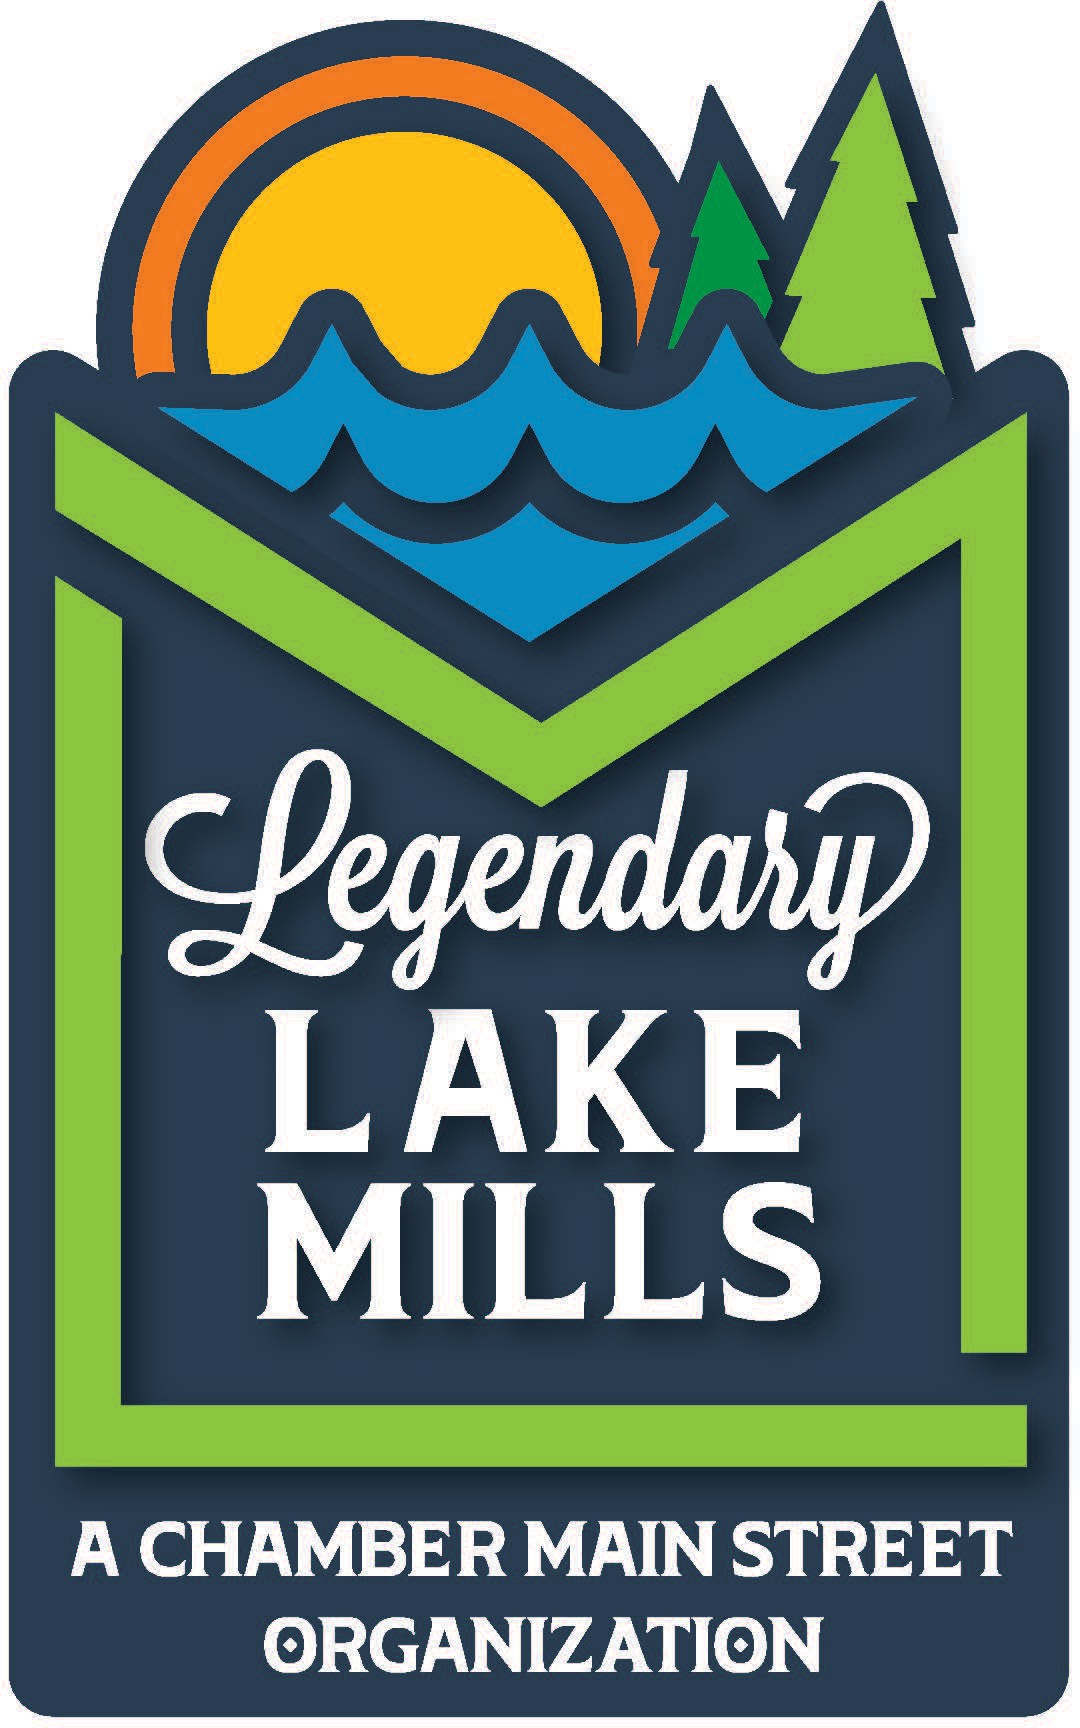 Legendary
LAKE
MILLS
A CHAMBER MAIN STREET
ORGANIZATION